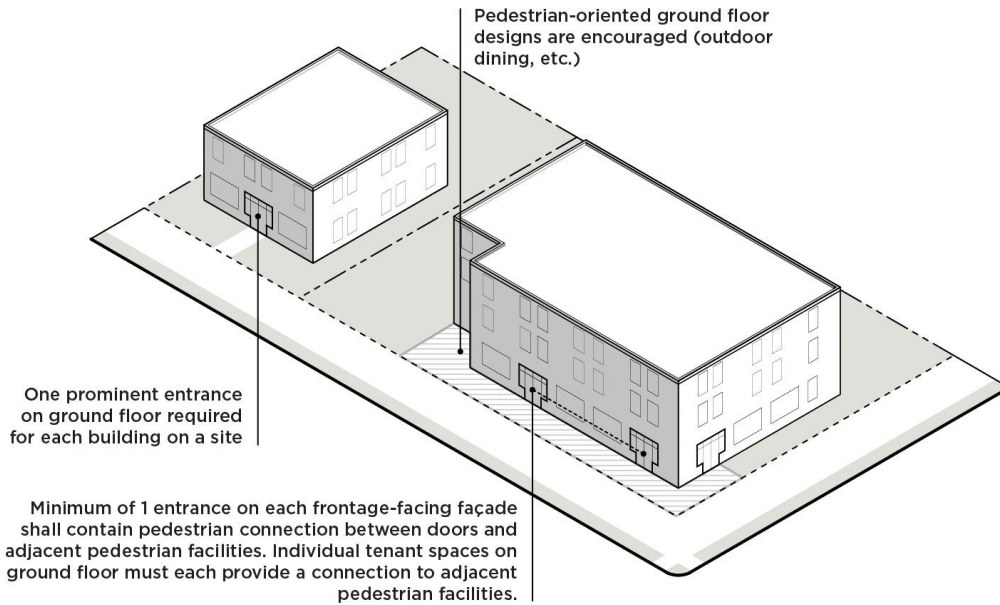 Pedestrian-oriented ground floor
designs are encouraged (outdoor
dining, etc.)
One prominent entrance
on ground floor required
for each building on a site
Minimum of 1 entrance on each frontage-facing façade
shall contain pedestrian connection between doors and
adjacent pedestrian facilities. Individual tenant spaces on
ground floor must each provide a connection to adjacent
pedestrian facilities.